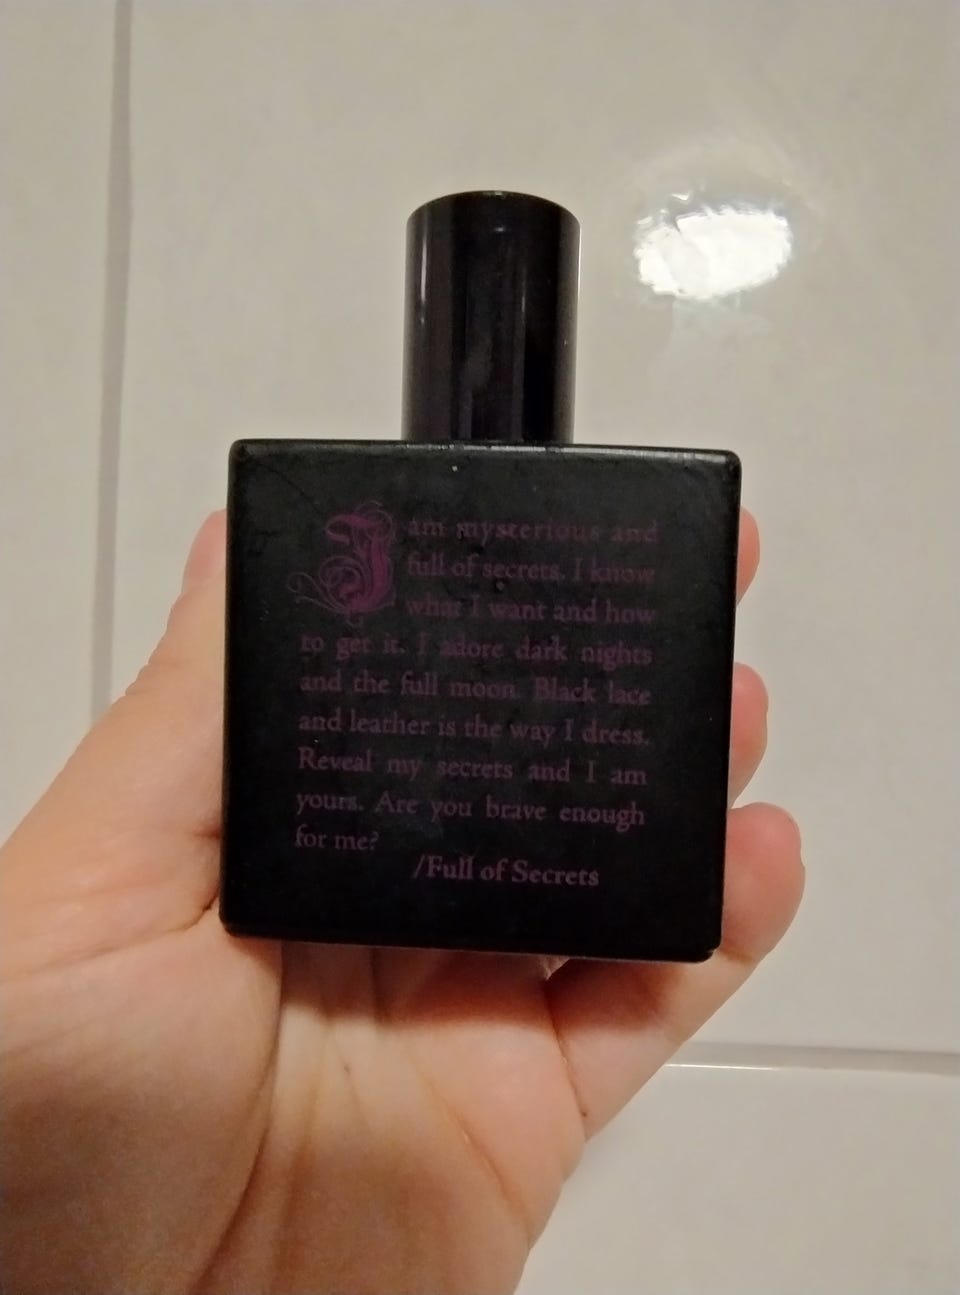 I am mysterious and
full of secrets. I know
what I want and how
to get it. I adore dark nights
and the full moon. Black lace
and leather is the way I dress.
Reveal my secrets and I am
yours. Are you brave enough
for me?
/Full of Secrets